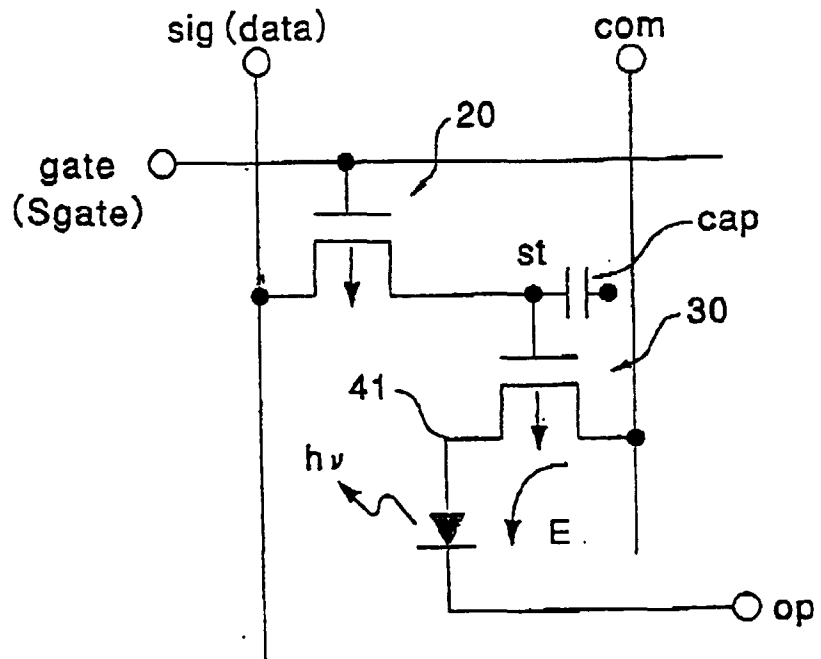 sig (data)
com
20
gate
(Sgate)
cap
st
30
41
hν
E
op